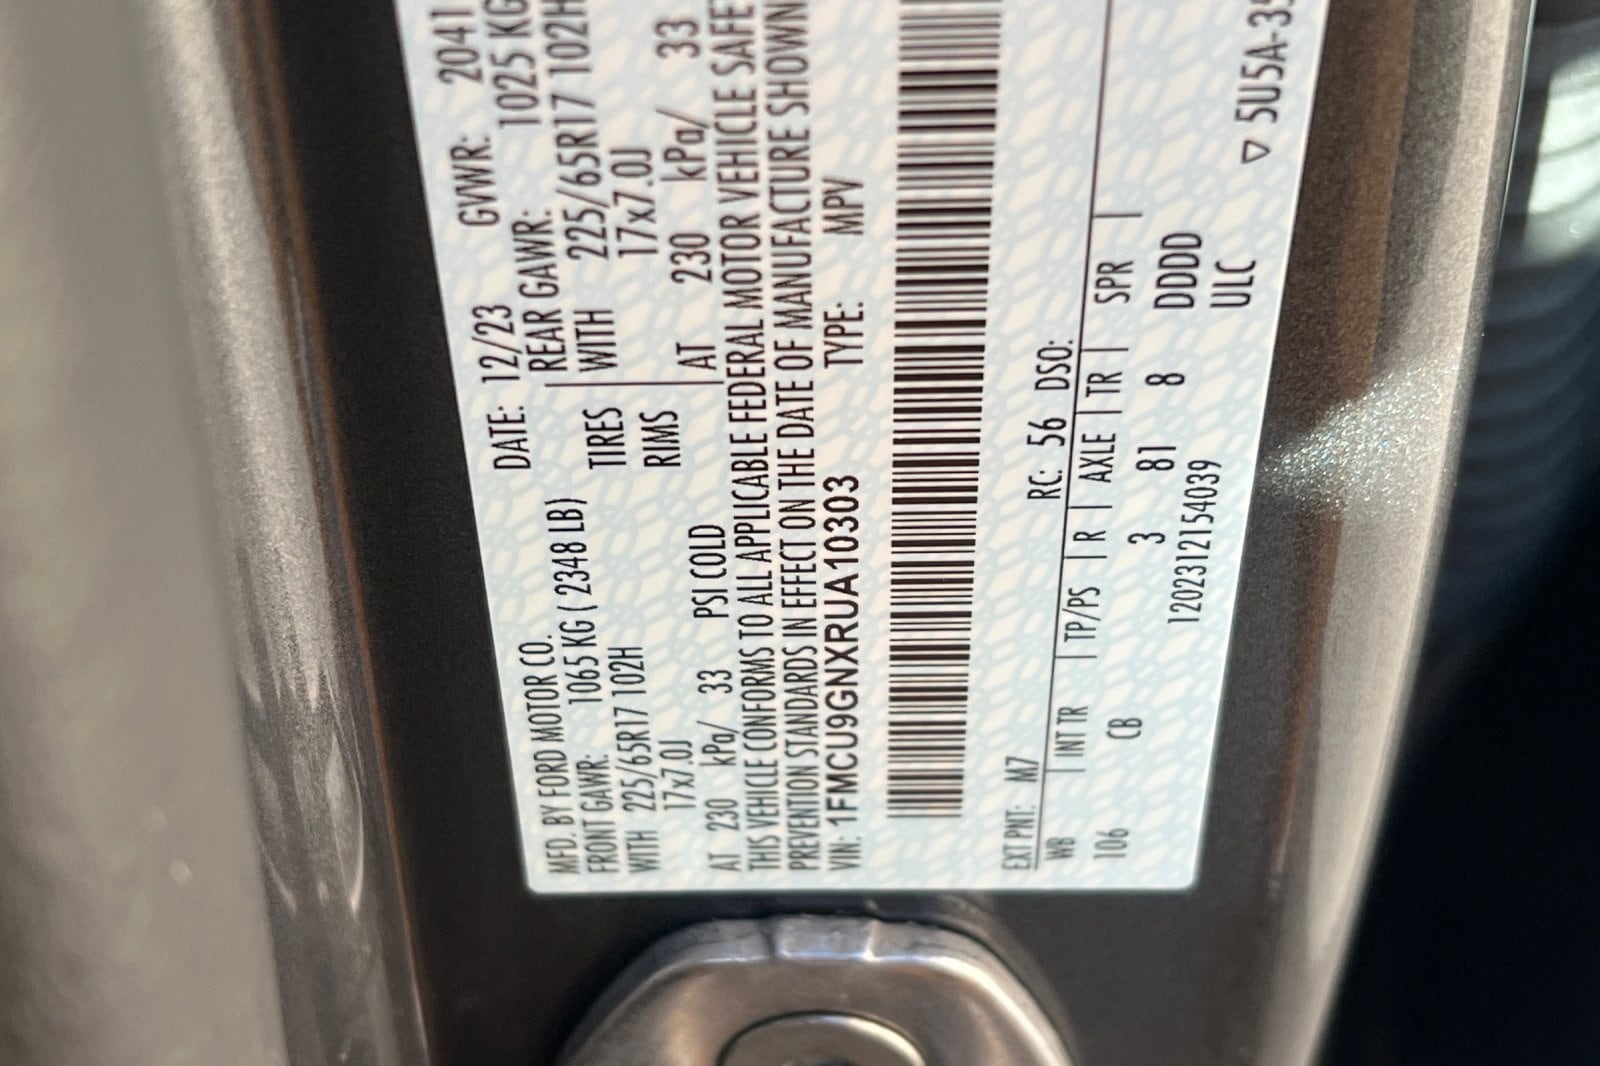 MFD. BY FORD MOTOR CO. DATE: 12/23 GVWR: 2041
FRONT GAWR: 1065 KG ( 2348 LB) REAR GAWR: 1025 KG
WITH 225/65R17 102H TIRES WITH 225/65R17 102H
17x7.0J RIMS 17x7.0J
AT 230 kPa/ 33 PSI COLD AT 230 kPa/ 33
THIS VEHICLE CONFORMS TO ALL APPLICABLE FEDERAL MOTOR VEHICLE SAFE
PREVENTION STANDARDS IN EFFECT ON THE DATE OF MANUFACTURE SHOWN
VIN: 1FMCU9GNXRUA10303 TYPE: MPV
EXT PNT: M7 RC: 56 DSO:
WB INT TR TP/PS R AXLE TR SPR
106 CB 3 81 8 DDDD
120231215​4039 ULC
▽ 5U5A-35